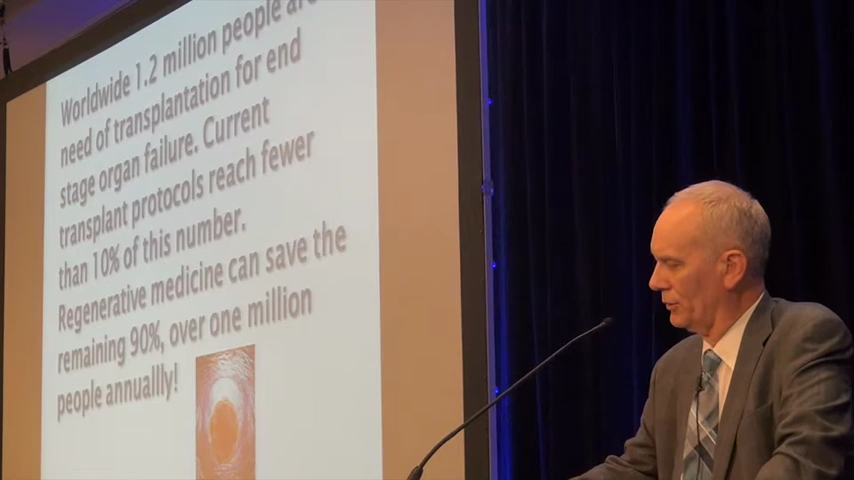 Worldwide 1.2 million people are
need of transplantation for end
stage organ failure. Current
transplant protocols reach fewer
than 10% of this number.
Regenerative medicine can save the
remaining 90%, over one million
people annually!